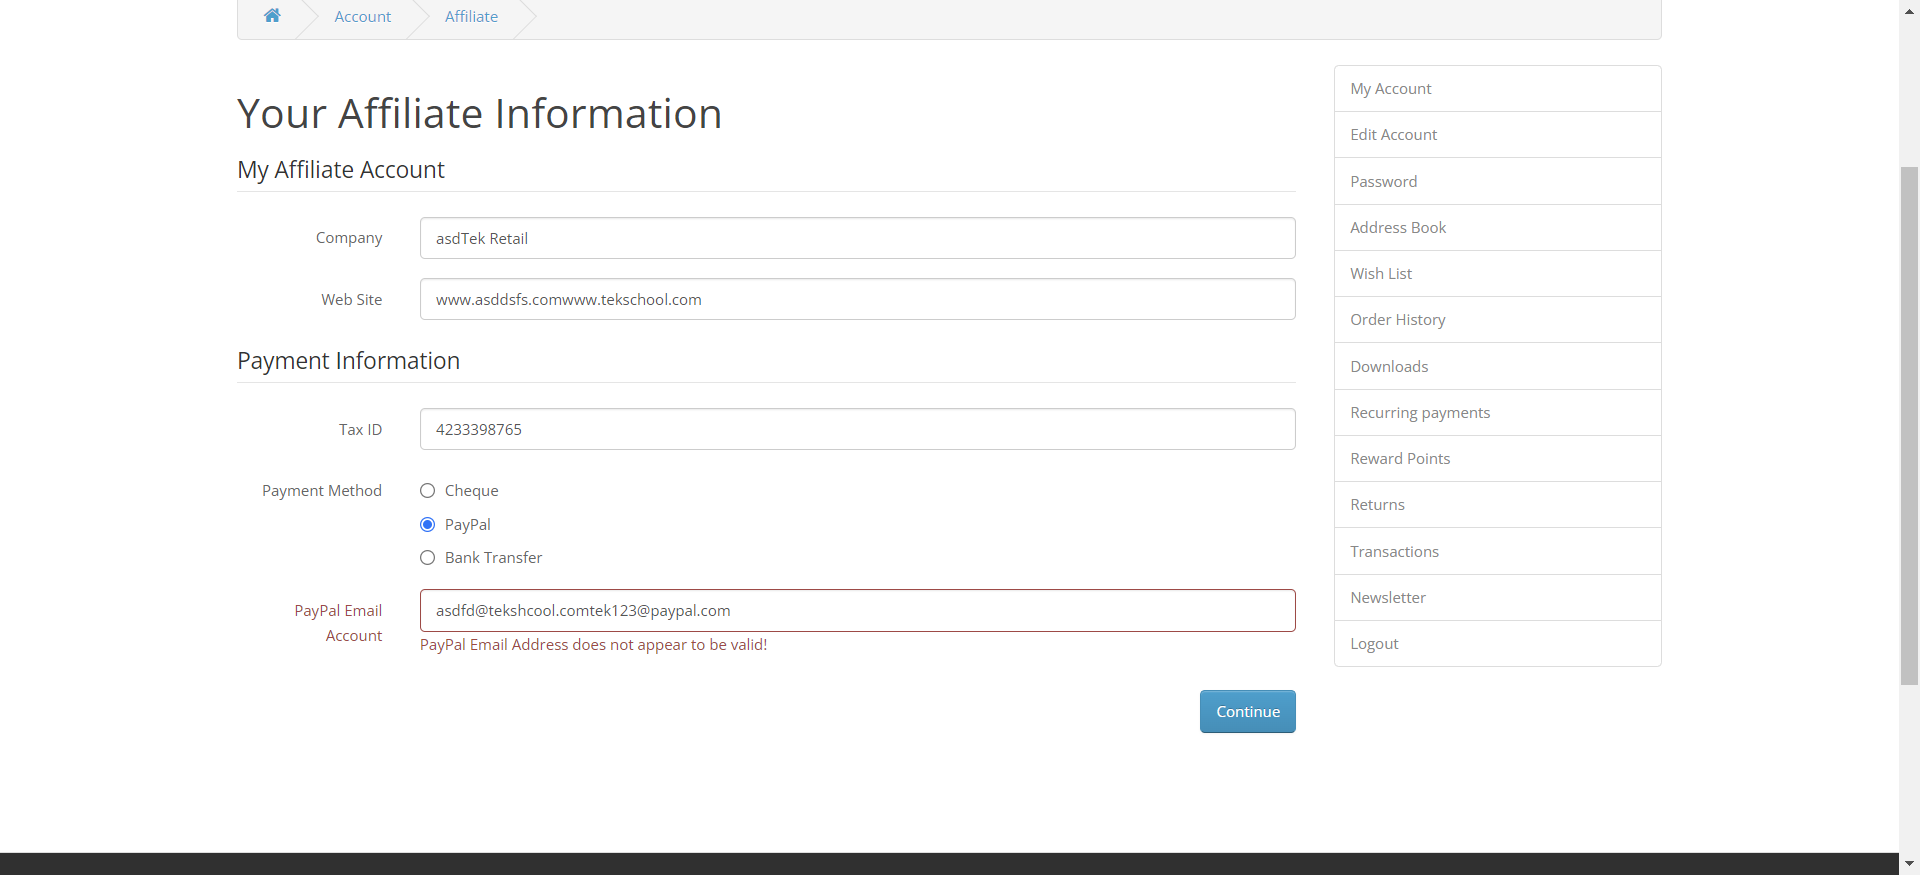 Account
Affiliate
Your Affiliate Information
My Affiliate Account
Company
asdTek Retail
Web Site
www.asddsfs.comwww.tekschool.com
Payment Information
Tax ID
4233398765
Payment Method
Cheque
PayPal
Bank Transfer
PayPal Email
Account
asdfd@tekshcool.comtek123@paypal.com
PayPal Email Address does not appear to be valid!
Continue
My Account
Edit Account
Password
Address Book
Wish List
Order History
Downloads
Recurring payments
Reward Points
Returns
Transactions
Newsletter
Logout